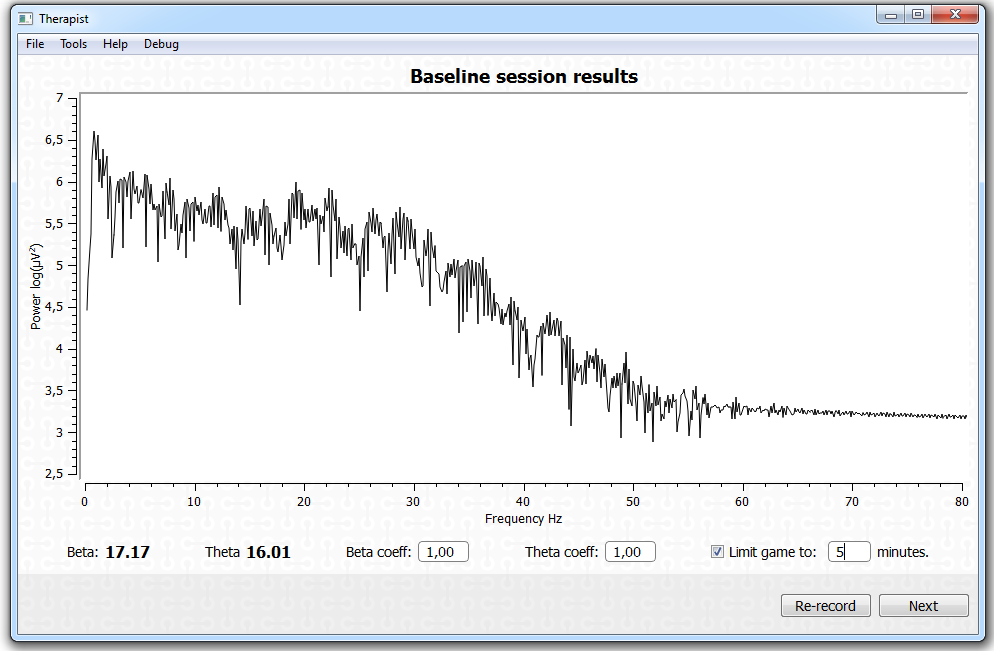 Therapist
File Tools Help Debug
Baseline session results
Power log(µV²)
7
6,5
6
5,5
5
4,5
4
3,5
3
2,5
0 10 20 30 40 50 60 70 80
Frequency Hz
Beta: 17.17 Theta 16.01 Beta coeff: 1,00 Theta coeff: 1,00 Limit game to: 5 minutes.
Re-record Next